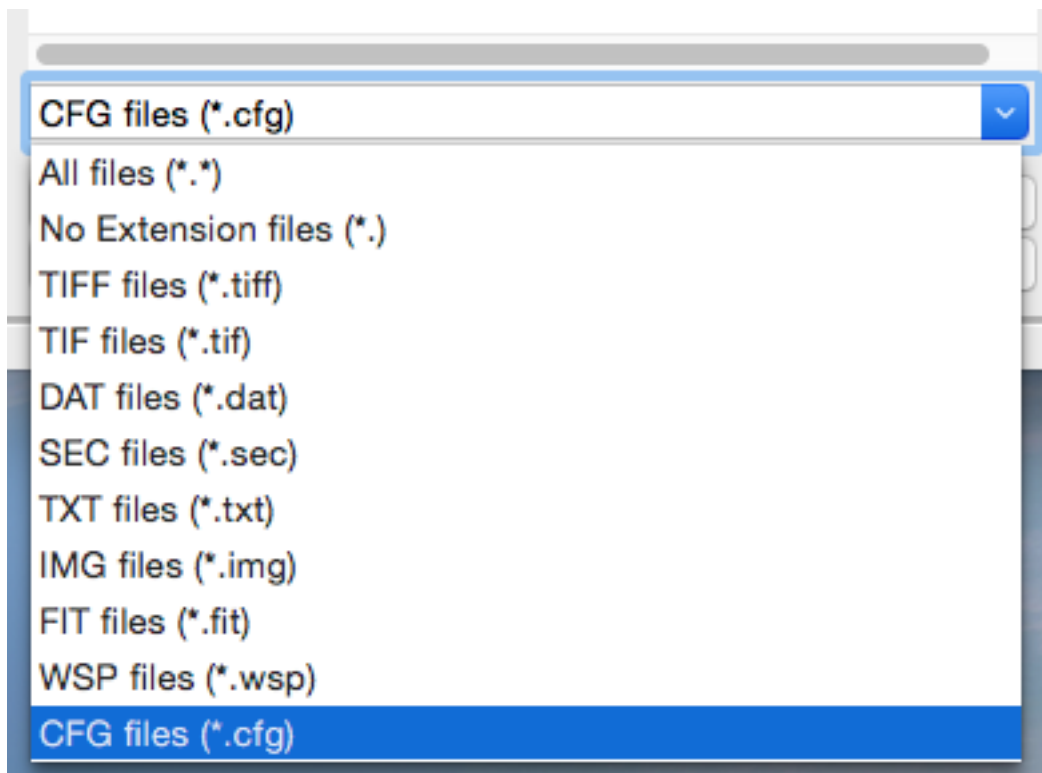 CFG files (*.cfg)
All files (*.*)
No Extension files (*.)
TIFF files (*.tiff)
TIF files (*.tif)
DAT files (*.dat)
SEC files (*.sec)
TXT files (*.txt)
IMG files (*.img)
FIT files (*.fit)
WSP files (*.wsp)
CFG files (*.cfg)